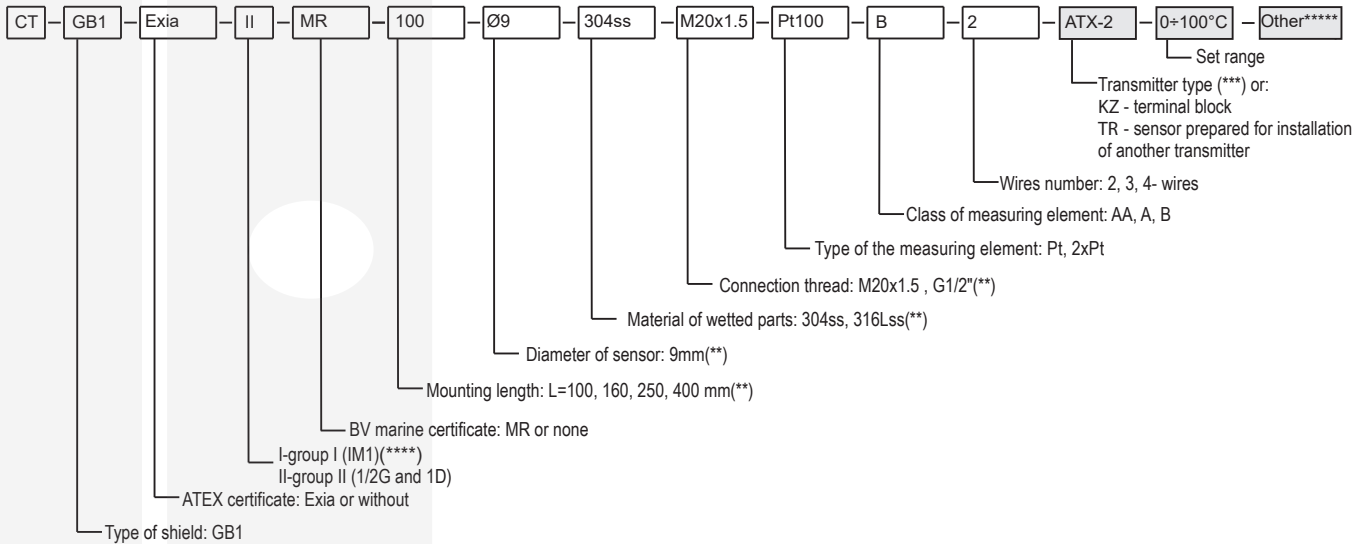 CT – GB1 – Exia – II – MR – 100 – Ø9 – 304ss – M20x1.5 – Pt100 – B – 2 – ATX-2 – 0÷100°C – Other*****
Set range
Transmitter type (***) or:
KZ - terminal block
TR - sensor prepared for installation
of another transmitter
Wires number: 2, 3, 4- wires
Class of measuring element: AA, A, B
Type of the measuring element: Pt, 2xPt
Connection thread: M20x1.5 , G1/2"(**)
Material of wetted parts: 304ss, 316Lss(**)
Diameter of sensor: 9mm(**)
Mounting length: L=100, 160, 250, 400 mm(**)
BV marine certificate: MR or none
I-group I (IM1)(****)
II-group II (1/2G and 1D)
ATEX certificate: Exia or without
Type of shield: GB1